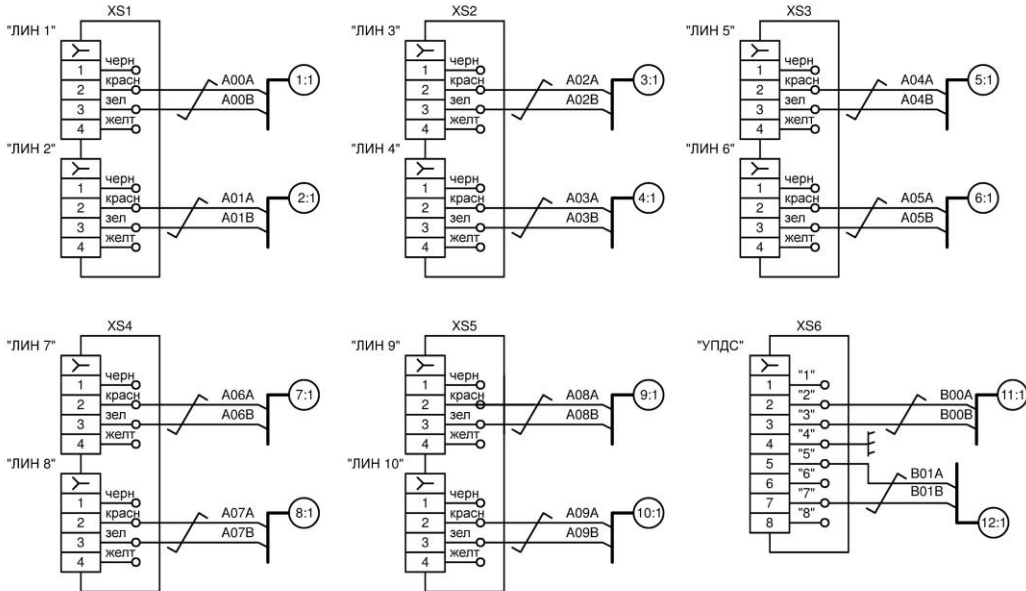 XS1
"ЛИН 1"
черн
1
красн
2
A00A
1:1
зел
3
A00B
желт
4
"ЛИН 2"
черн
1
красн
2
A01A
2:1
зел
3
A01B
желт
4
XS2
"ЛИН 3"
черн
1
красн
2
A02A
3:1
зел
3
A02B
желт
4
"ЛИН 4"
черн
1
красн
2
A03A
4:1
зел
3
A03B
желт
4
XS3
"ЛИН 5"
черн
1
красн
2
A04A
5:1
зел
3
A04B
желт
4
"ЛИН 6"
черн
1
красн
2
A05A
6:1
зел
3
A05B
желт
4
XS4
"ЛИН 7"
черн
1
красн
2
A06A
7:1
зел
3
A06B
желт
4
"ЛИН 8"
черн
1
красн
2
A07A
8:1
зел
3
A07B
желт
4
XS5
"ЛИН 9"
черн
1
красн
2
A08A
9:1
зел
3
A08B
желт
4
"ЛИН 10"
черн
1
красн
2
A09A
10:1
зел
3
A09B
желт
4
XS6
"УПДС"
"1"
1
"2"
2
B00A
11:1
"3"
3
B00B
"4"
4
"5"
5
"6"
6
B01A
"7"
7
B01B
"8"
8
12:1